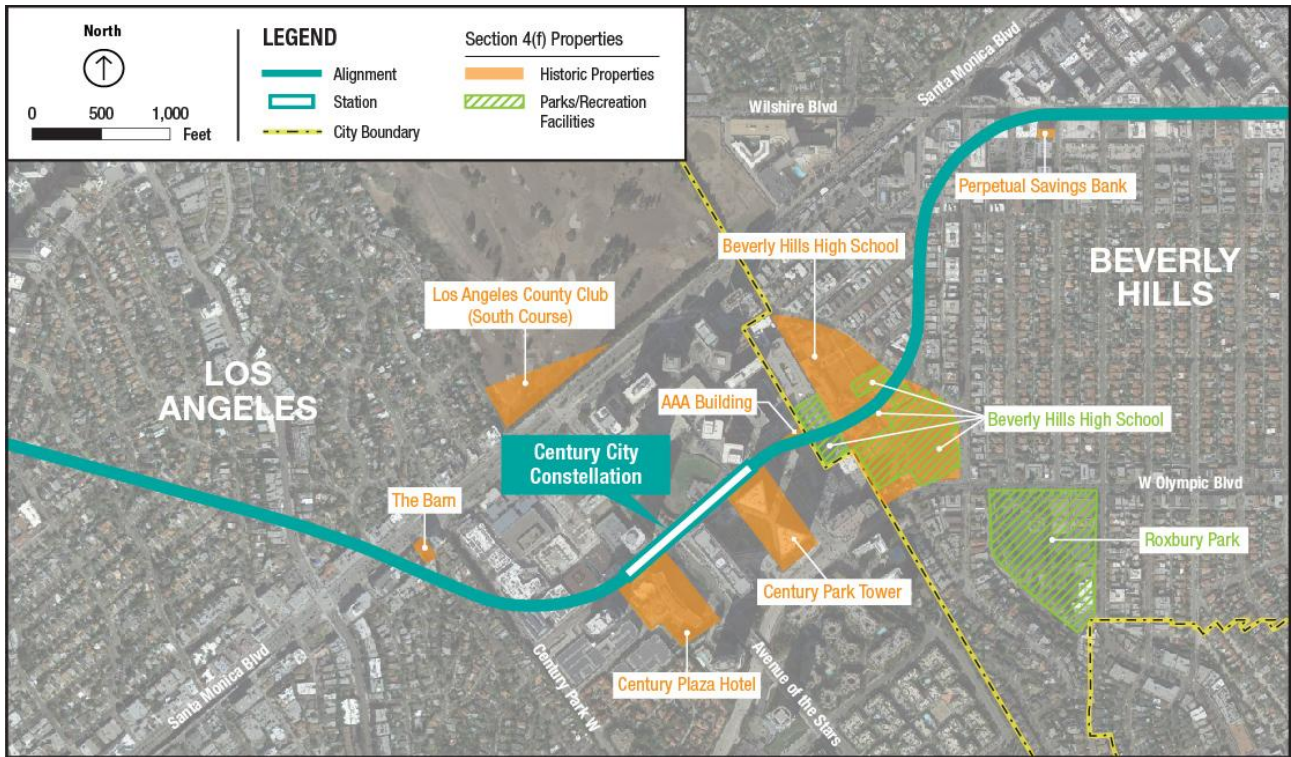 North
0 500 1,000
Feet
LEGEND
Alignment
Station
City Boundary
Section 4(f) Properties
Historic Properties
Parks/Recreation
Facilities
Santa Monica Blvd
Wilshire Blvd
Perpetual Savings Bank
Beverly Hills High School
BEVERLY
HILLS
Los Angeles County Club
(South Course)
LOS
ANGELES
AAA Building
Beverly Hills High School
Century City
Constellation
W Olympic Blvd
The Barn
Roxbury Park
Century Park Tower
Century Plaza Hotel
Santa Monica Blvd
Century Park W
Avenue of the Stars